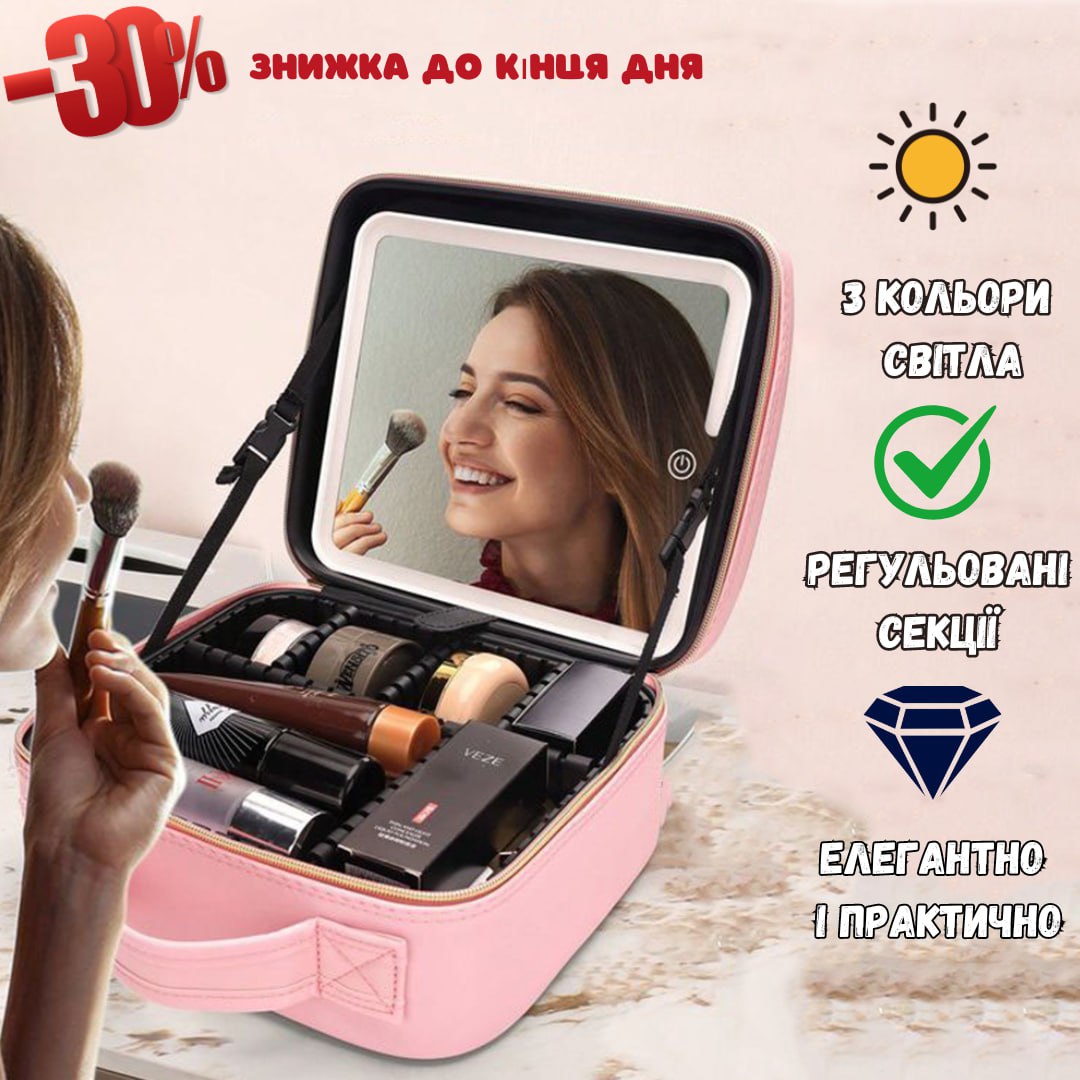 -30% ЗНИЖКА ДО КІНЦЯ ДНЯ
3 КОЛЬОРИ
СВІТЛА
РЕГУЛЬОВАНІ
СЕКЦІЇ
ЕЛЕГАНТНО
І ПРАКТИЧНО
VEZE